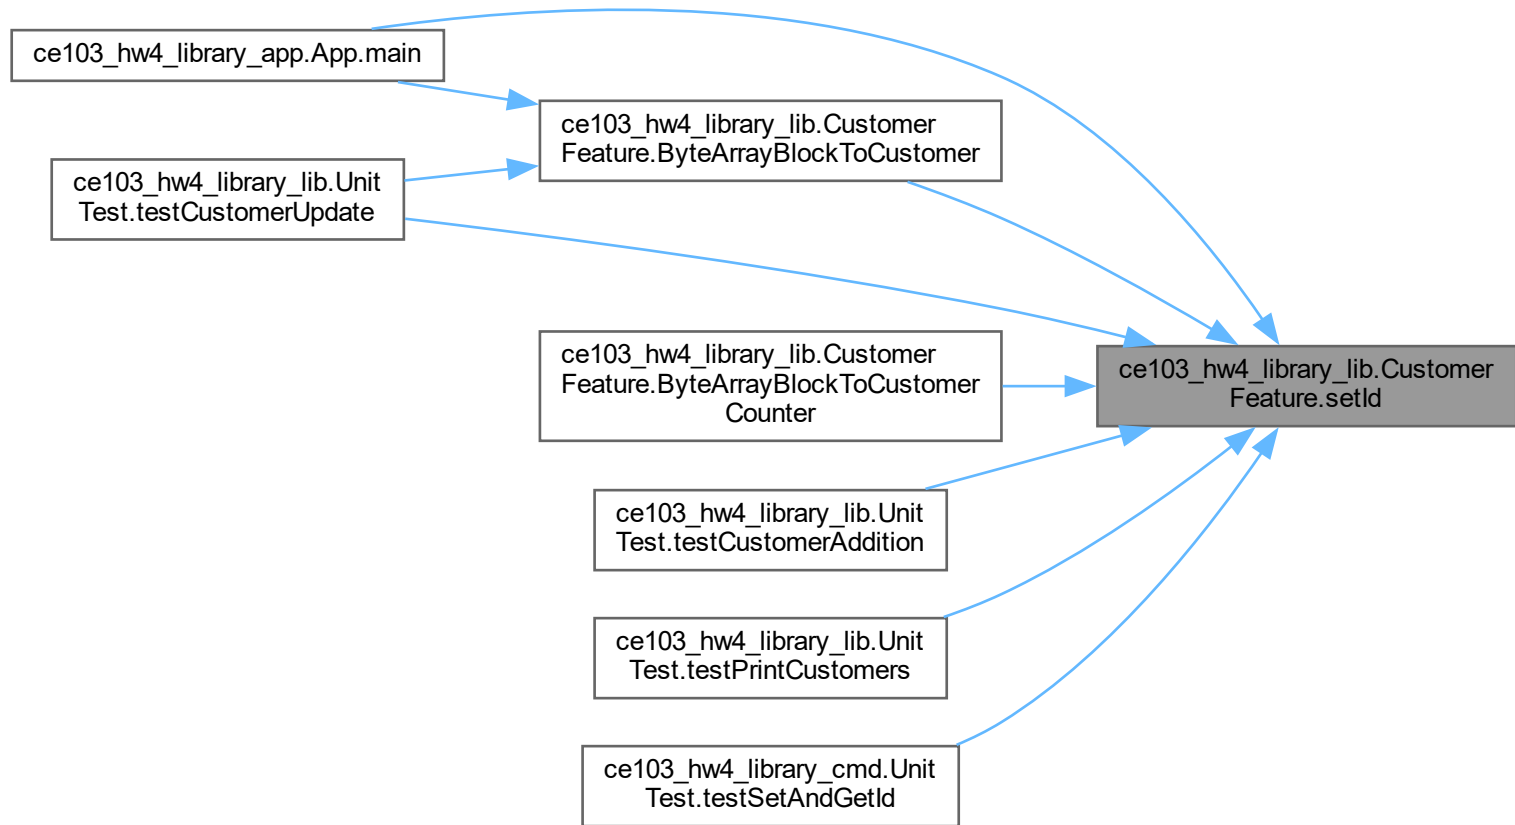 ce103_hw4_library_app.App.main
ce103_hw4_library_lib.Customer
Feature.ByteArrayBlockToCustomer
ce103_hw4_library_lib.Unit
Test.testCustomerUpdate
ce103_hw4_library_lib.Customer
Feature.ByteArrayBlockToCustomer
Counter
ce103_hw4_library_lib.Customer
Feature.setId
ce103_hw4_library_lib.Unit
Test.testCustomerAddition
ce103_hw4_library_lib.Unit
Test.testPrintCustomers
ce103_hw4_library_cmd.Unit
Test.testSetAndGetId